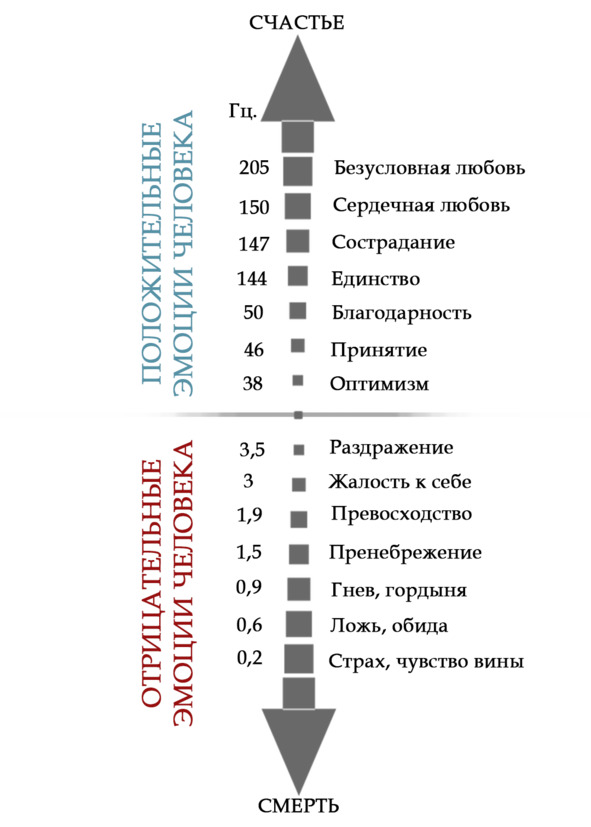 СЧАСТЬЕ
Гц.
ПОЛОЖИТЕЛЬНЫЕ
ЭМОЦИИ ЧЕЛОВЕКА
205 Безусловная любовь
150 Сердечная любовь
147 Сострадание
144 Единство
50 Благодарность
46 Принятие
38 Оптимизм
ОТРИЦАТЕЛЬНЫЕ
ЭМОЦИИ ЧЕЛОВЕКА
3,5 Раздражение
3 Жалость к себе
1,9 Превосходство
1,5 Пренебрежение
0,9 Гнев, гордыня
0,6 Ложь, обида
0,2 Страх, чувство вины
СМЕРТЬ